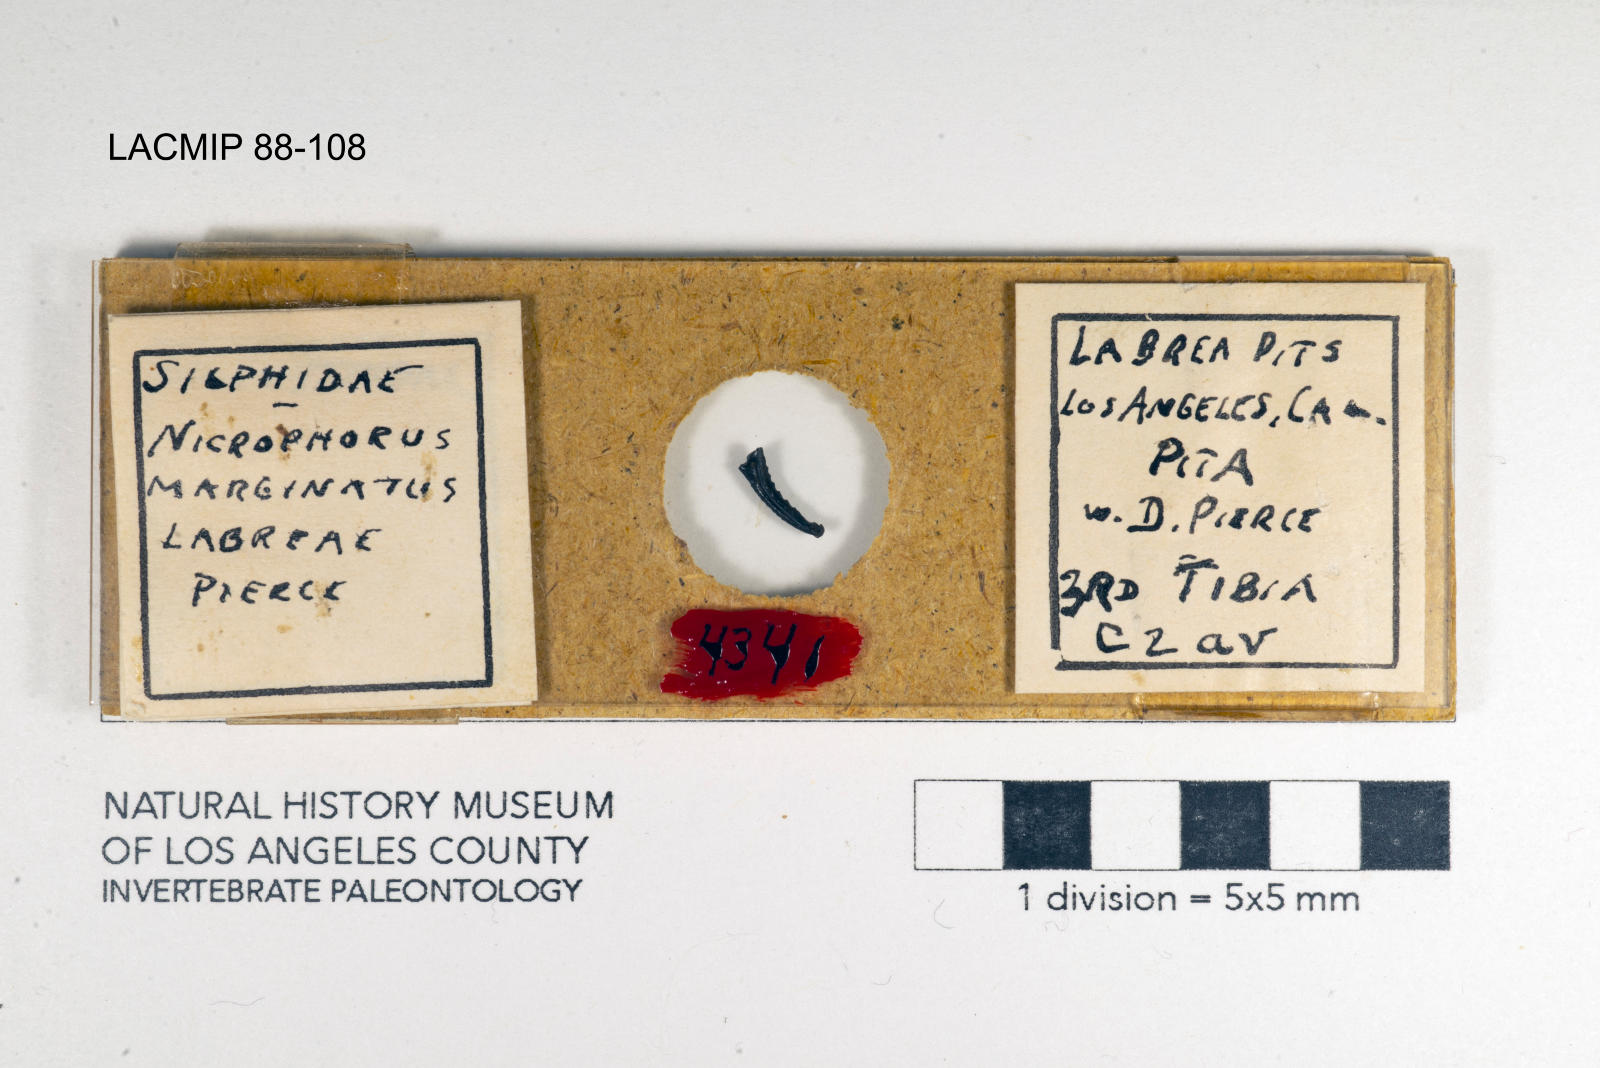 LACMIP 88-108
SILPHIDAE
NICROPHORUS
MARGINATUS
LABREAE
PIERCE
4341
LA BREA PITS
LOS ANGELES, CAL.
PIT A
W. D. PIERCE
3RD TIBIA
C 2 av
NATURAL HISTORY MUSEUM
OF LOS ANGELES COUNTY
INVERTEBRATE PALEONTOLOGY
1 division = 5x5 mm